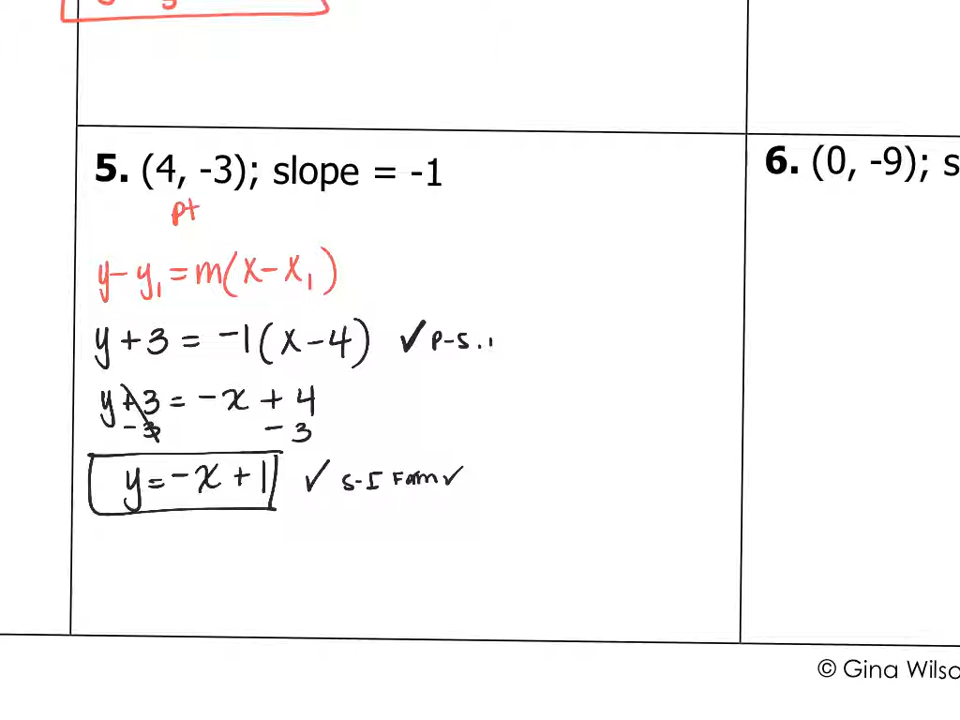 5. (4, -3); slope = -1
pt
y - y₁ = m(x - x₁)
y + 3 = -1(x - 4) ✓ P-S
y + 3 = -x + 4
-3 -3
y = -x + 1 ✓ S-I Form ✓
6. (0, -9); s
© Gina Wilso